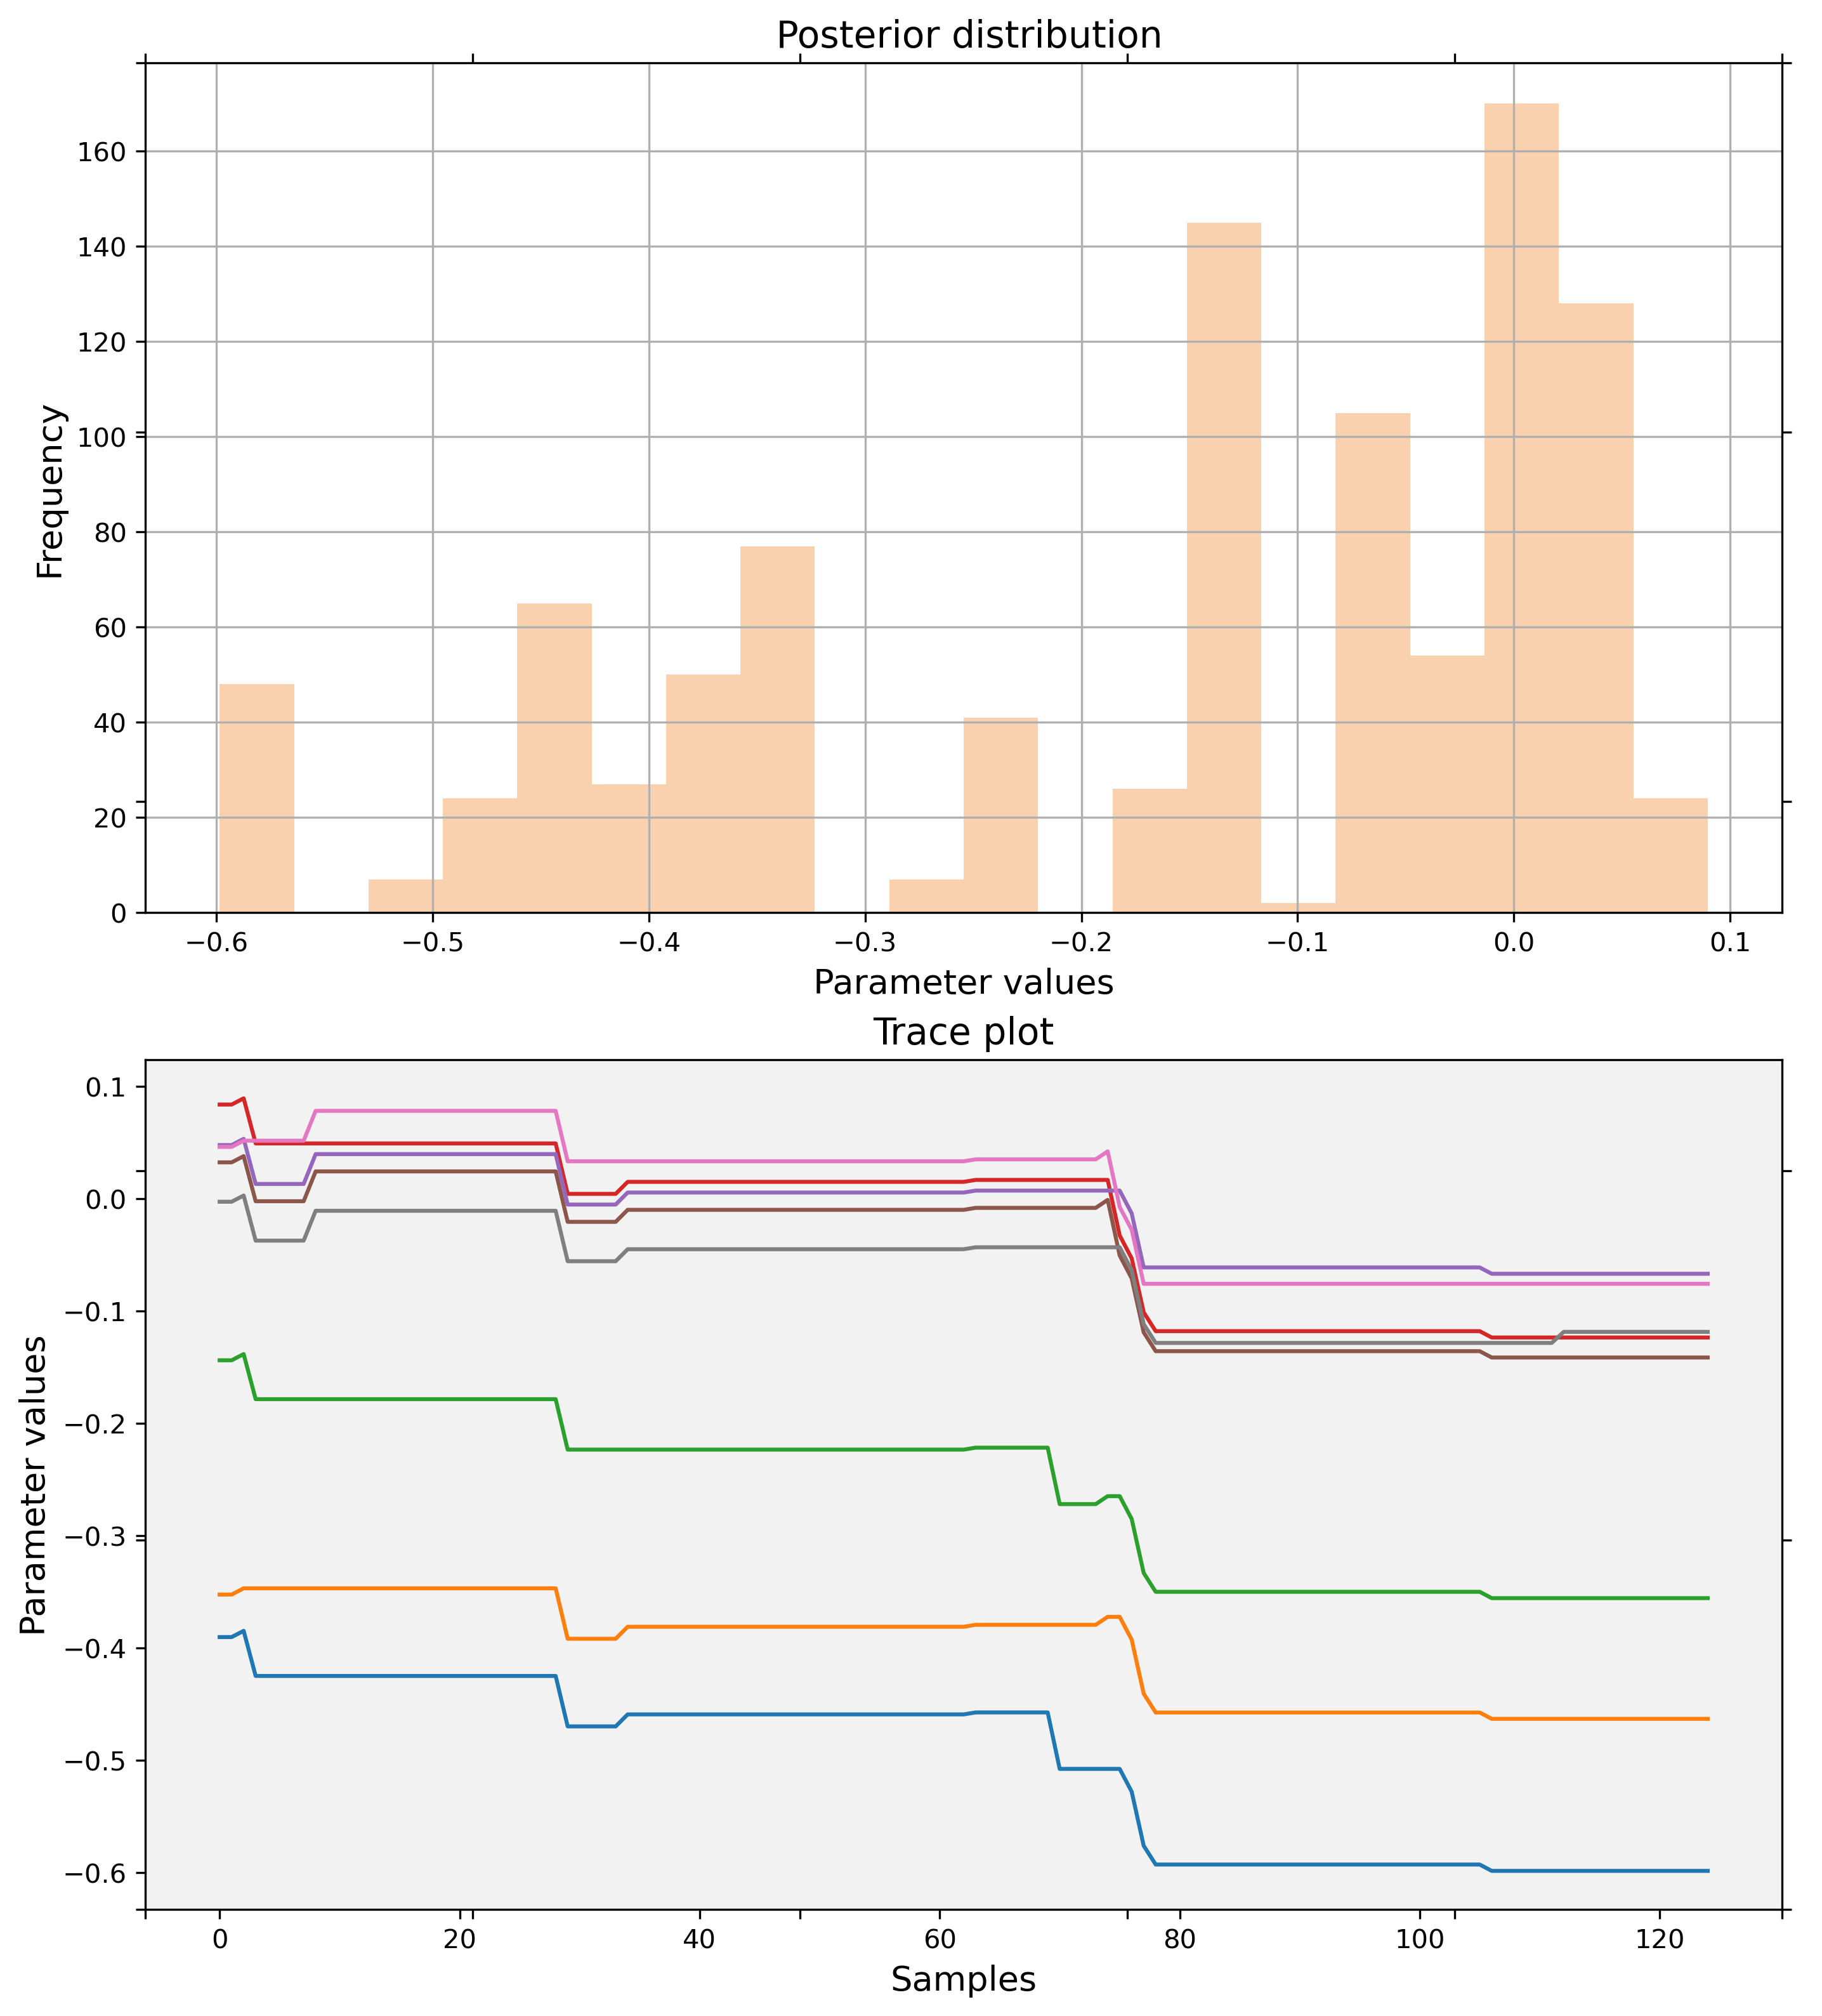 Posterior distribution
160
140
120
100
80
60
40
20
0
Frequency
−0.6 −0.5 −0.4 −0.3 −0.2 −0.1 0.0 0.1
Parameter values
Trace plot
0.1
0.0
−0.1
−0.2
−0.3
−0.4
−0.5
−0.6
Parameter values
0 20 40 60 80 100 120
Samples